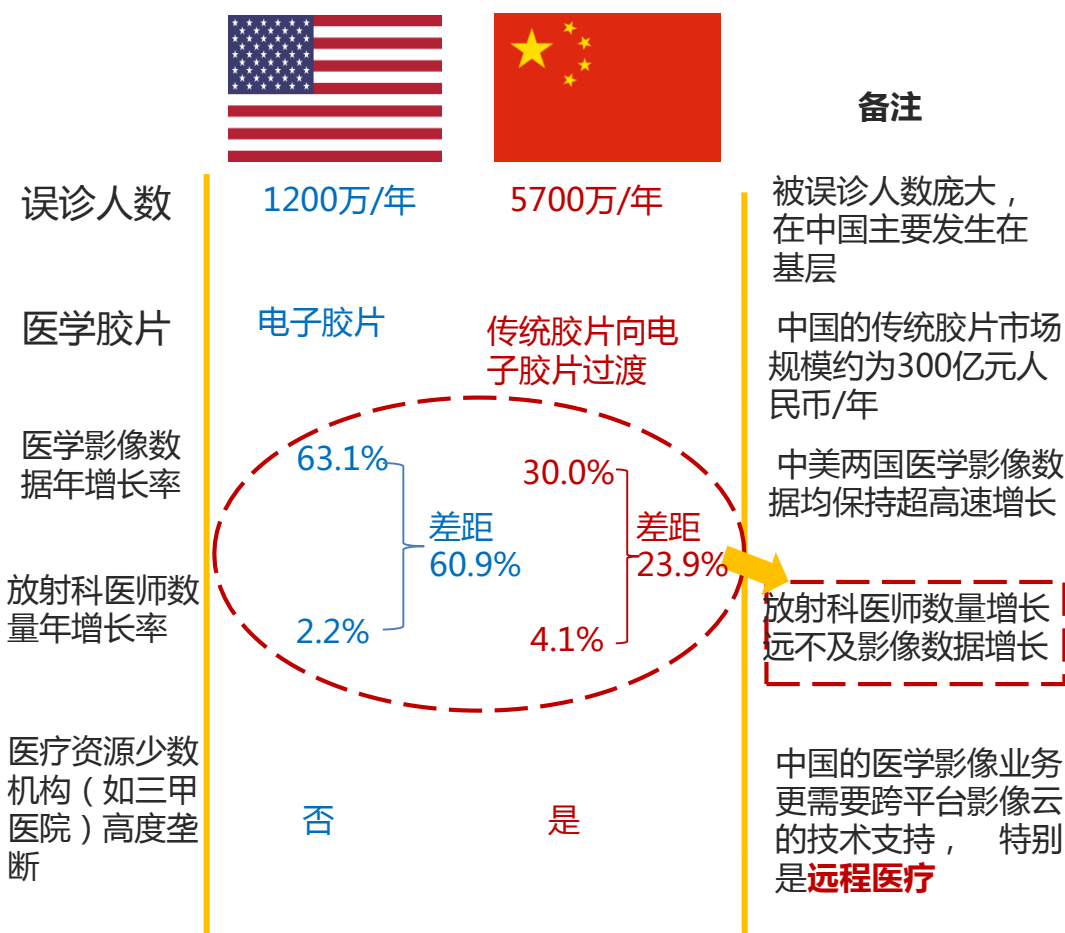 备注
误诊人数
1200万/年
5700万/年
被误诊人数庞大，
在中国主要发生在
基层
医学胶片
电子胶片
传统胶片向电
子胶片过渡
中国的传统胶片市场
规模约为300亿元人
民币/年
医学影像数
据年增长率
63.1%
30.0%
中美两国医学影像数
据均保持超高速增长
差距
60.9%
差距
23.9%
放射科医师数
量年增长率
2.2%
4.1%
放射科医师数量增长
远不及影像数据增长
医疗资源少数
机构（如三甲
医院）高度垄
断
否
是
中国的医学影像业务
更需要跨平台影像云
的技术支持， 特别
是远程医疗